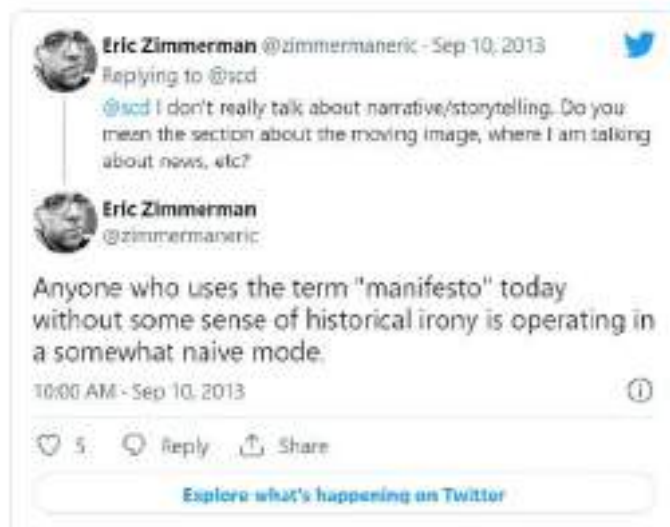 Eric Zimmerman @zimmermaneric · Sep 10, 2013
Replying to @scd
@scd I don't really talk about narrative/storytelling. Do you
mean the section about the moving image, where I am talking
about news, etc?
Eric Zimmerman
@zimmermaneric
Anyone who uses the term "manifesto" today
without some sense of historical irony is operating in
a somewhat naive mode.
10:00 AM · Sep 10, 2013
5 Reply Share
Explore what's happening on Twitter